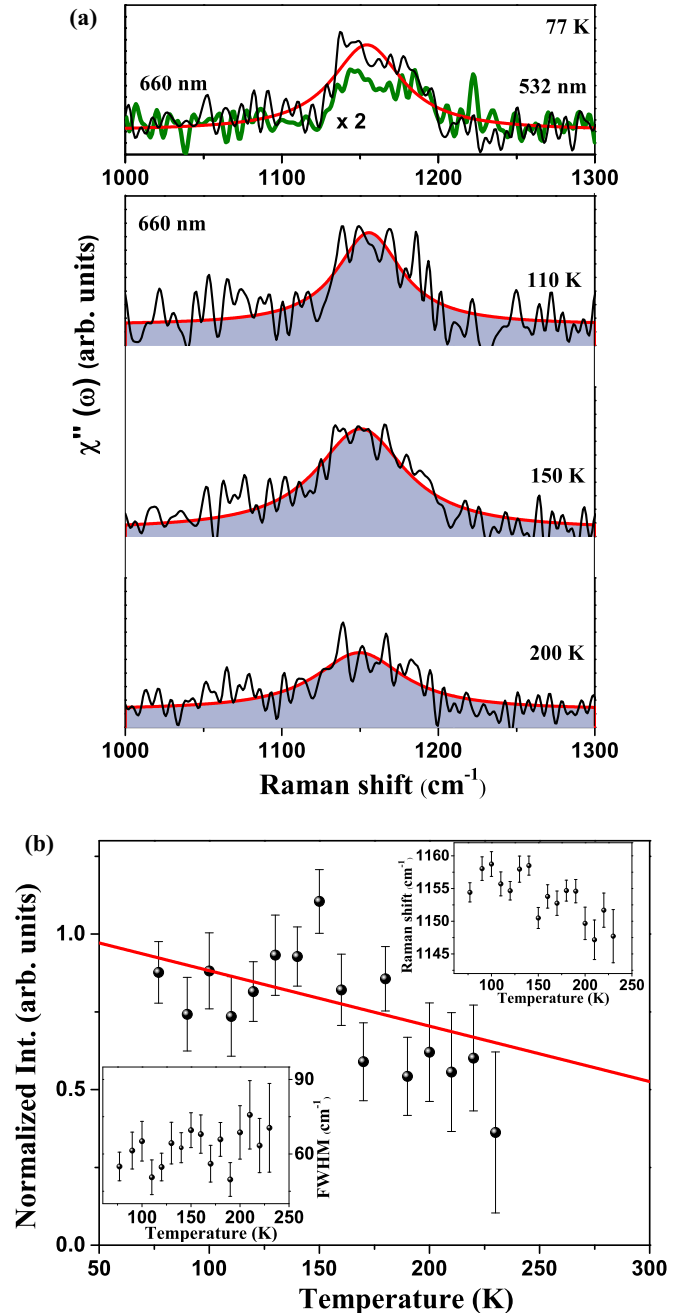 (a)
77 K
660 nm
532 nm
x 2
1000 1100 1200 1300
660 nm
110 K
150 K
200 K
χ'' (ω) (arb. units)
1000 1100 1200 1300
Raman shift (cm-1)
(b)
Normalized Int. (arb. units)
1.0
0.5
0.0
Raman shift (cm-1)
1160
1155
1150
1145
100 150 200 250
Temperature (K)
90
60
FWHM (cm-1)
100 150 200 250
Temperature (K)
50 100 150 200 250 300
Temperature (K)